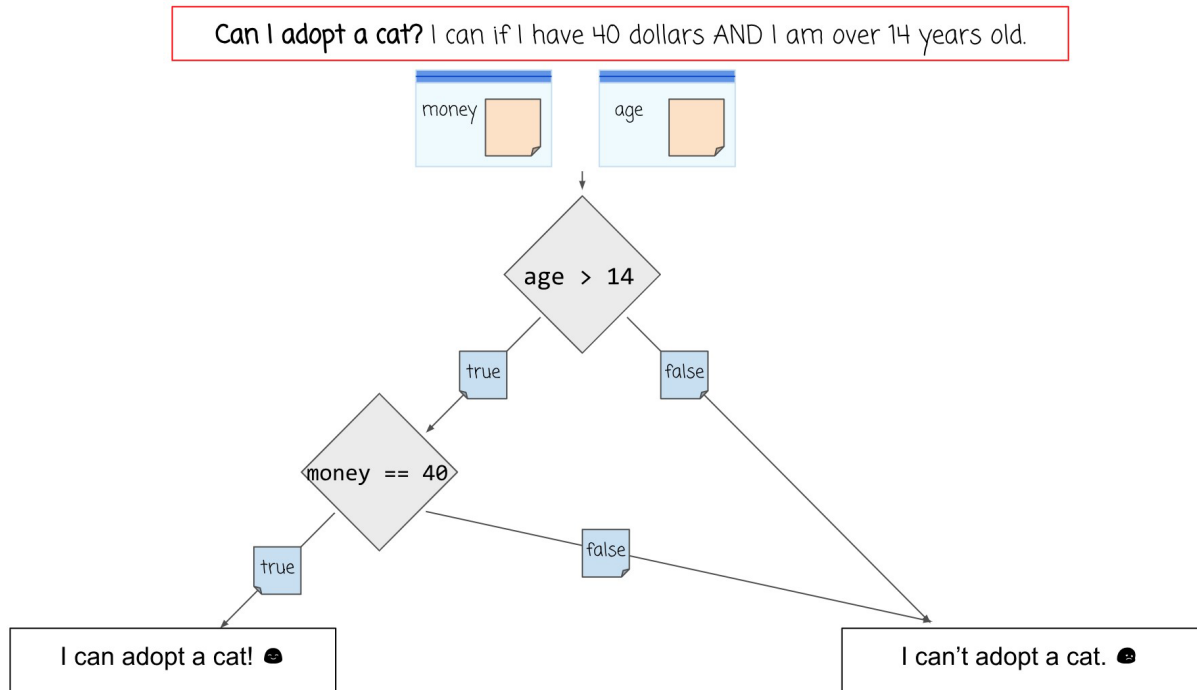 Can I adopt a cat? I can if I have 40 dollars AND I am over 14 years old.
money
age
age > 14
true
false
money == 40
false
true
I can adopt a cat!
I can’t adopt a cat.